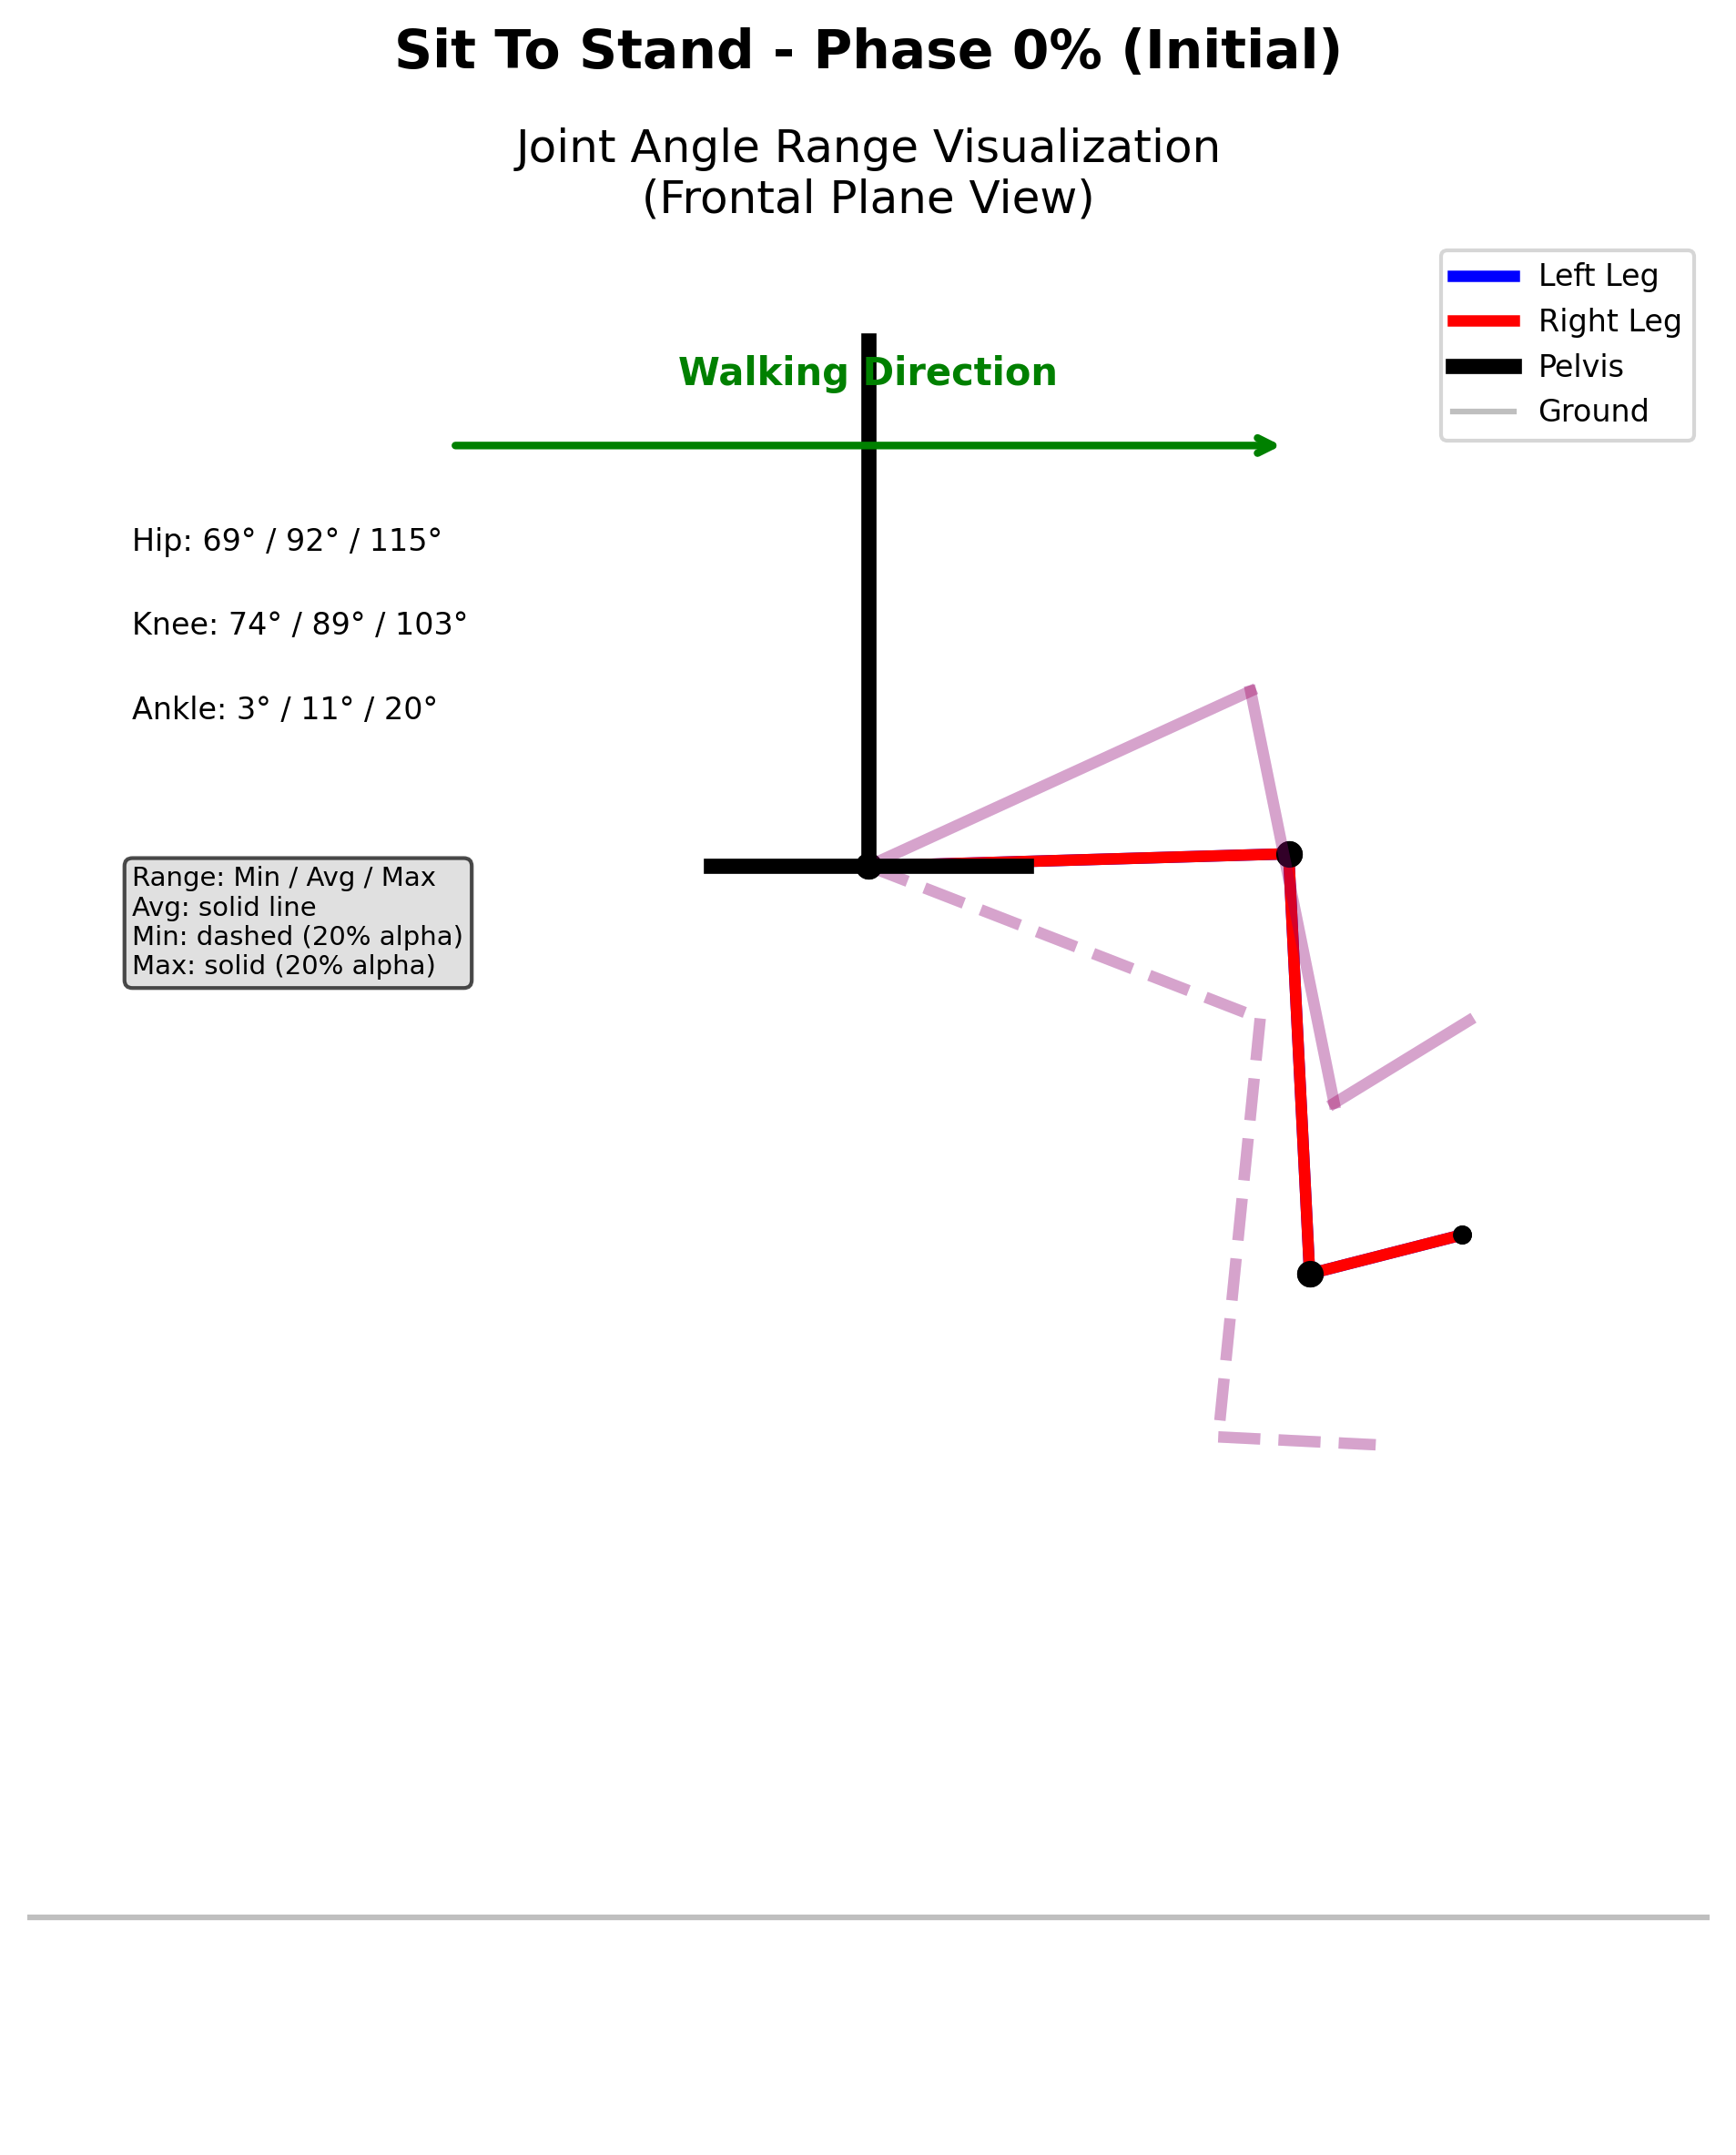 Sit To Stand - Phase 0% (Initial)
Joint Angle Range Visualization
(Frontal Plane View)
Left Leg
Right Leg
Pelvis
Ground
Walking Direction
Hip: 69° / 92° / 115°
Knee: 74° / 89° / 103°
Ankle: 3° / 11° / 20°
Range: Min / Avg / Max
Avg: solid line
Min: dashed (20% alpha)
Max: solid (20% alpha)